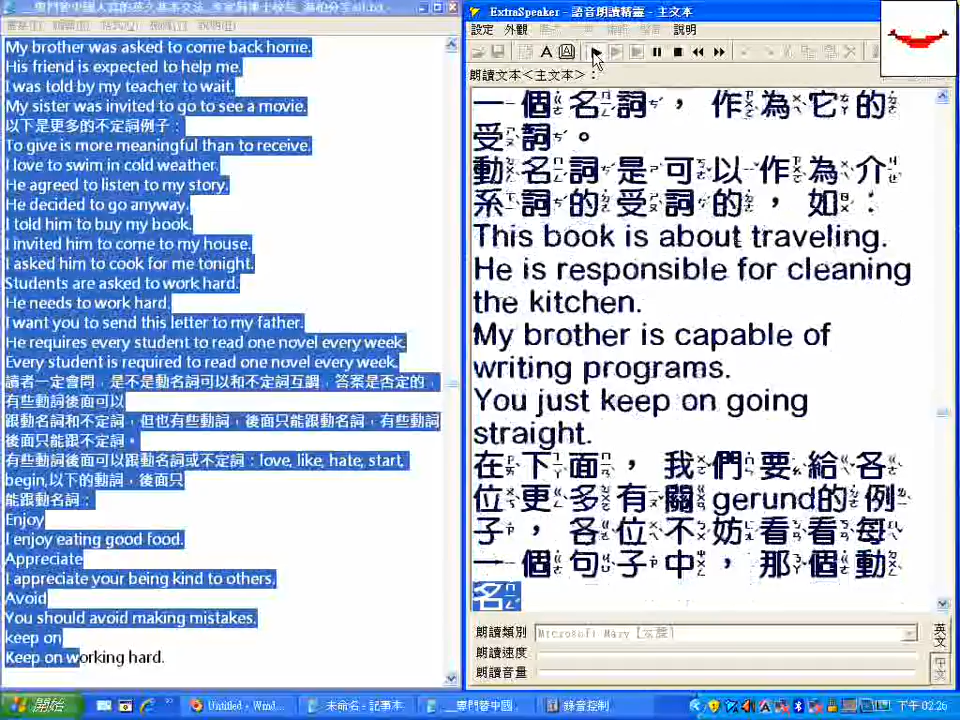 My brother was asked to come back home.
His friend is expected to help me.
I was told by my teacher to wait.
My sister was invited to go to see a movie.
以下是更多的不定詞例子：
To give is more meaningful than to receive.
I love to swim in cold weather.
He agreed to listen to my story.
He decided to go anyway.
I told him to buy my book.
I invited him to come to my house.
I asked him to cook for me tonight.
Students are asked to work hard.
He needs to work hard.
I want you to send this letter to my father.
He requires every student to read one novel every week.
Every student is required to read one novel every week.
讀者一定會問，是不是動名詞可以和不定詞互調，答案是否定的，
有些動詞後面可以
跟動名詞和不定詞，但也有些動詞，後面只能跟動名詞，有些動詞
後面只能跟不定詞。
有些動詞後面可以跟動名詞或不定詞：love, like, hate, start,
begin,以下的動詞，後面只
能跟動名詞：
Enjoy
I enjoy eating good food.
Appreciate
I appreciate your being kind to others.
Avoid
You should avoid making mistakes.
keep on
Keep on working hard.
ExtraSpeaker - 語音朗讀精靈 - 主文本
設定 外觀 說明
朗讀文本<主文本>：
一個名詞，作為它的
受詞。
動名詞是可以作為介
系詞的受詞的，如：
This book is about traveling.
He is responsible for cleaning
the kitchen.
My brother is capable of
writing programs.
You just keep on going
straight.
在下面，我們要給各
位更多有關gerund的例
子，各位不妨看看每
一個句子中，那個動
名
朗讀類別 Microsoft Mary
朗讀速度
朗讀音量
英文
中文
開始
Untitled - Wind...
未命名 - 記事本
__專門替中國...
錄音控制
下午 02:26